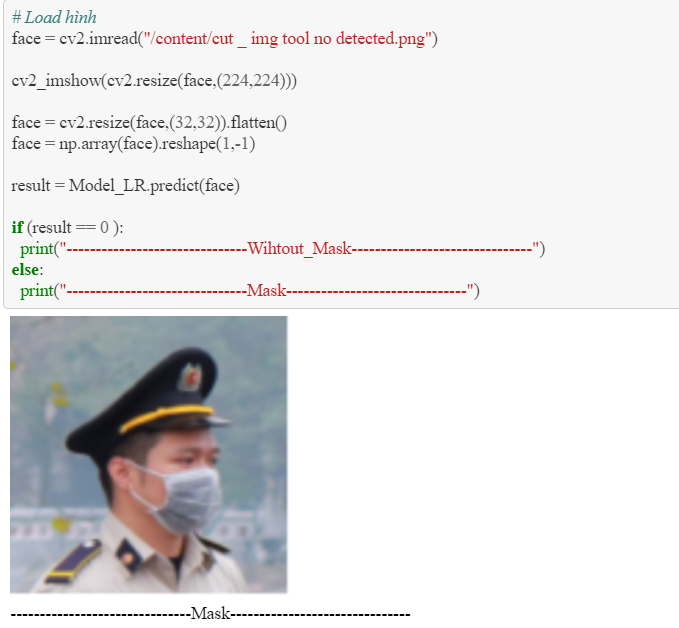 # Load hình
face = cv2.imread("/content/cut _ img tool no detected.png")
cv2_imshow(cv2.resize(face,(224,224)))
face = cv2.resize(face,(32,32)).flatten()
face = np.array(face).reshape(1,-1)
result = Model_LR.predict(face)
if (result == 0 ):
print("-------------------------------Wihtout_Mask-------------------------------")
else:
print("-------------------------------Mask-------------------------------")
-------------------------------Mask-------------------------------